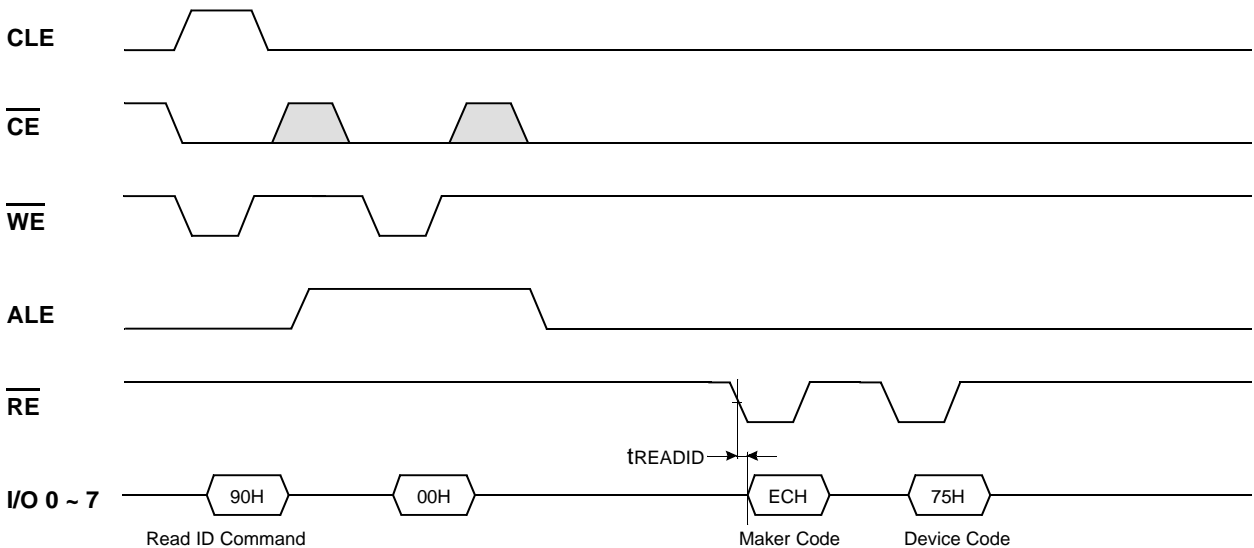 CLE
CE
WE
ALE
RE
tREADID
I/O 0 ~ 7 90H 00H ECH 75H
Read ID Command Maker Code Device Code